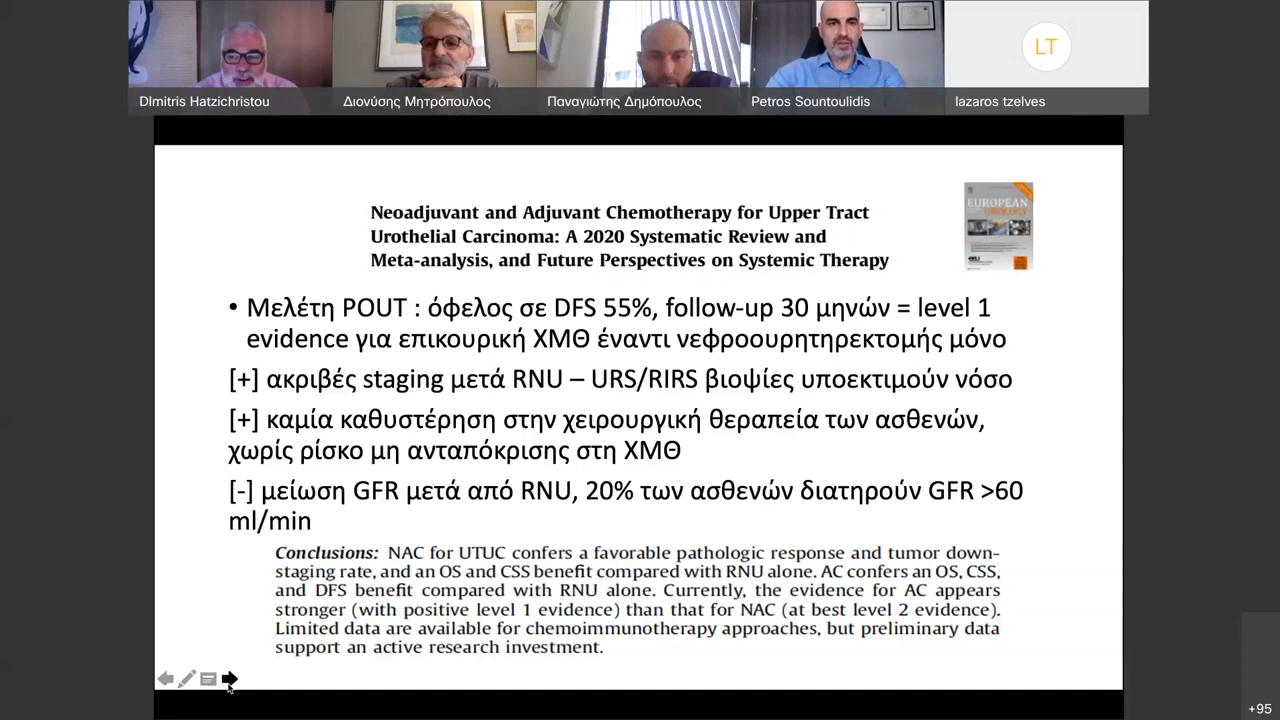 LT
DImitris Hatzichristou
Διονύσης Μητρόπουλος
Παναγιώτης Δημόπουλος
Petros Sountoulidis
lazaros tzelves
Neoadjuvant and Adjuvant Chemotherapy for Upper Tract
Urothelial Carcinoma: A 2020 Systematic Review and
Meta-analysis, and Future Perspectives on Systemic Therapy
EUROPEAN
UROLOGY
• Μελέτη POUT : όφελος σε DFS 55%, follow-up 30 μηνών = level 1
evidence για επικουρική ΧΜΘ έναντι νεφροουρητηρεκτομής μόνο
[+] ακριβές staging μετά RNU – URS/RIRS βιοψίες υποεκτιμούν νόσο
[+] καμία καθυστέρηση στην χειρουργική θεραπεία των ασθενών,
χωρίς ρίσκο μη ανταπόκρισης στη ΧΜΘ
[-] μείωση GFR μετά από RNU, 20% των ασθενών διατηρούν GFR >60
ml/min
Conclusions: NAC for UTUC confers a favorable pathologic response and tumor down-
staging rate, and an OS and CSS benefit compared with RNU alone. AC confers an OS, CSS,
and DFS benefit compared with RNU alone. Currently, the evidence for AC appears
stronger (with positive level 1 evidence) than that for NAC (at best level 2 evidence).
Limited data are available for chemoimmunotherapy approaches, but preliminary data
support an active research investment.
+95